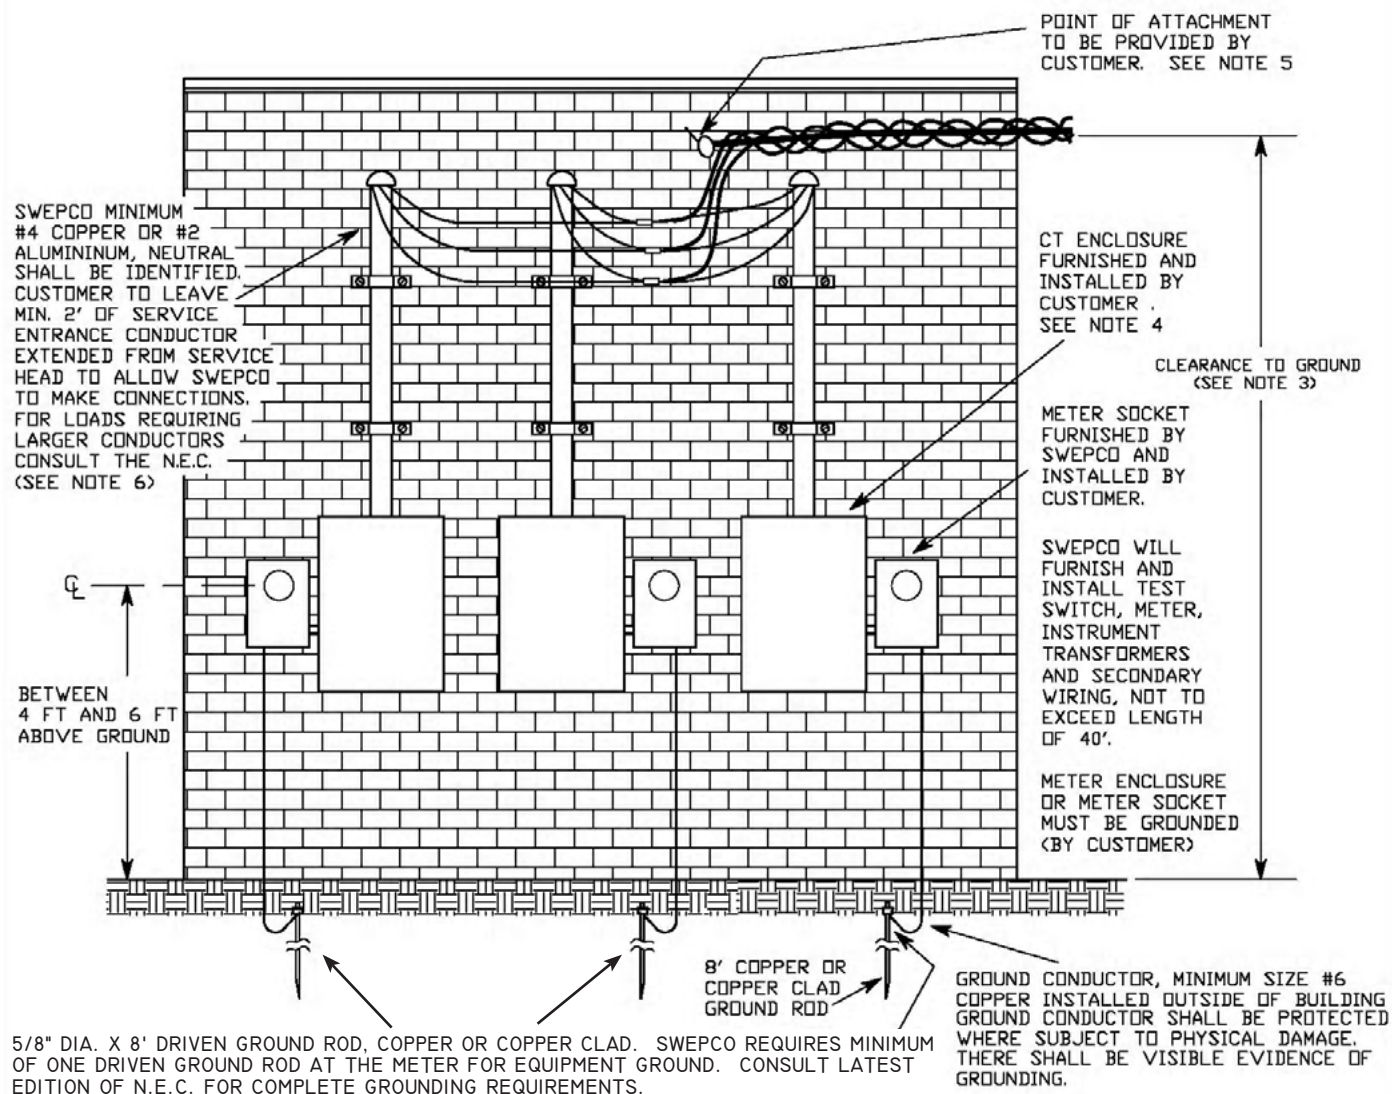 POINT OF ATTACHMENT
TO BE PROVIDED BY
CUSTOMER. SEE NOTE 5
SWEPCO MINIMUM
#4 COPPER OR #2
ALUMININUM, NEUTRAL
SHALL BE IDENTIFIED.
CUSTOMER TO LEAVE
MIN. 2' OF SERVICE
ENTRANCE CONDUCTOR
EXTENDED FROM SERVICE
HEAD TO ALLOW SWEPCO
TO MAKE CONNECTIONS.
FOR LOADS REQUIRING
LARGER CONDUCTORS
CONSULT THE N.E.C.
(SEE NOTE 6)
CT ENCLOSURE
FURNISHED AND
INSTALLED BY
CUSTOMER .
SEE NOTE 4
CLEARANCE TO GROUND
(SEE NOTE 3)
METER SOCKET
FURNISHED BY
SWEPCO AND
INSTALLED BY
CUSTOMER.
SWEPCO WILL
FURNISH AND
INSTALL TEST
SWITCH, METER,
INSTRUMENT
TRANSFORMERS
AND SECONDARY
WIRING, NOT TO
EXCEED LENGTH
OF 40'.
METER ENCLOSURE
OR METER SOCKET
MUST BE GROUNDED
(BY CUSTOMER)
CL
BETWEEN
4 FT AND 6 FT
ABOVE GROUND
8' COPPER OR
COPPER CLAD
GROUND ROD
GROUND CONDUCTOR, MINIMUM SIZE #6
COPPER INSTALLED OUTSIDE OF BUILDING
GROUND CONDUCTOR SHALL BE PROTECTED
WHERE SUBJECT TO PHYSICAL DAMAGE.
THERE SHALL BE VISIBLE EVIDENCE OF
GROUNDING.
5/8" DIA. X 8' DRIVEN GROUND ROD, COPPER OR COPPER CLAD. SWEPCO REQUIRES MINIMUM
OF ONE DRIVEN GROUND ROD AT THE METER FOR EQUIPMENT GROUND. CONSULT LATEST
EDITION OF N.E.C. FOR COMPLETE GROUNDING REQUIREMENTS.